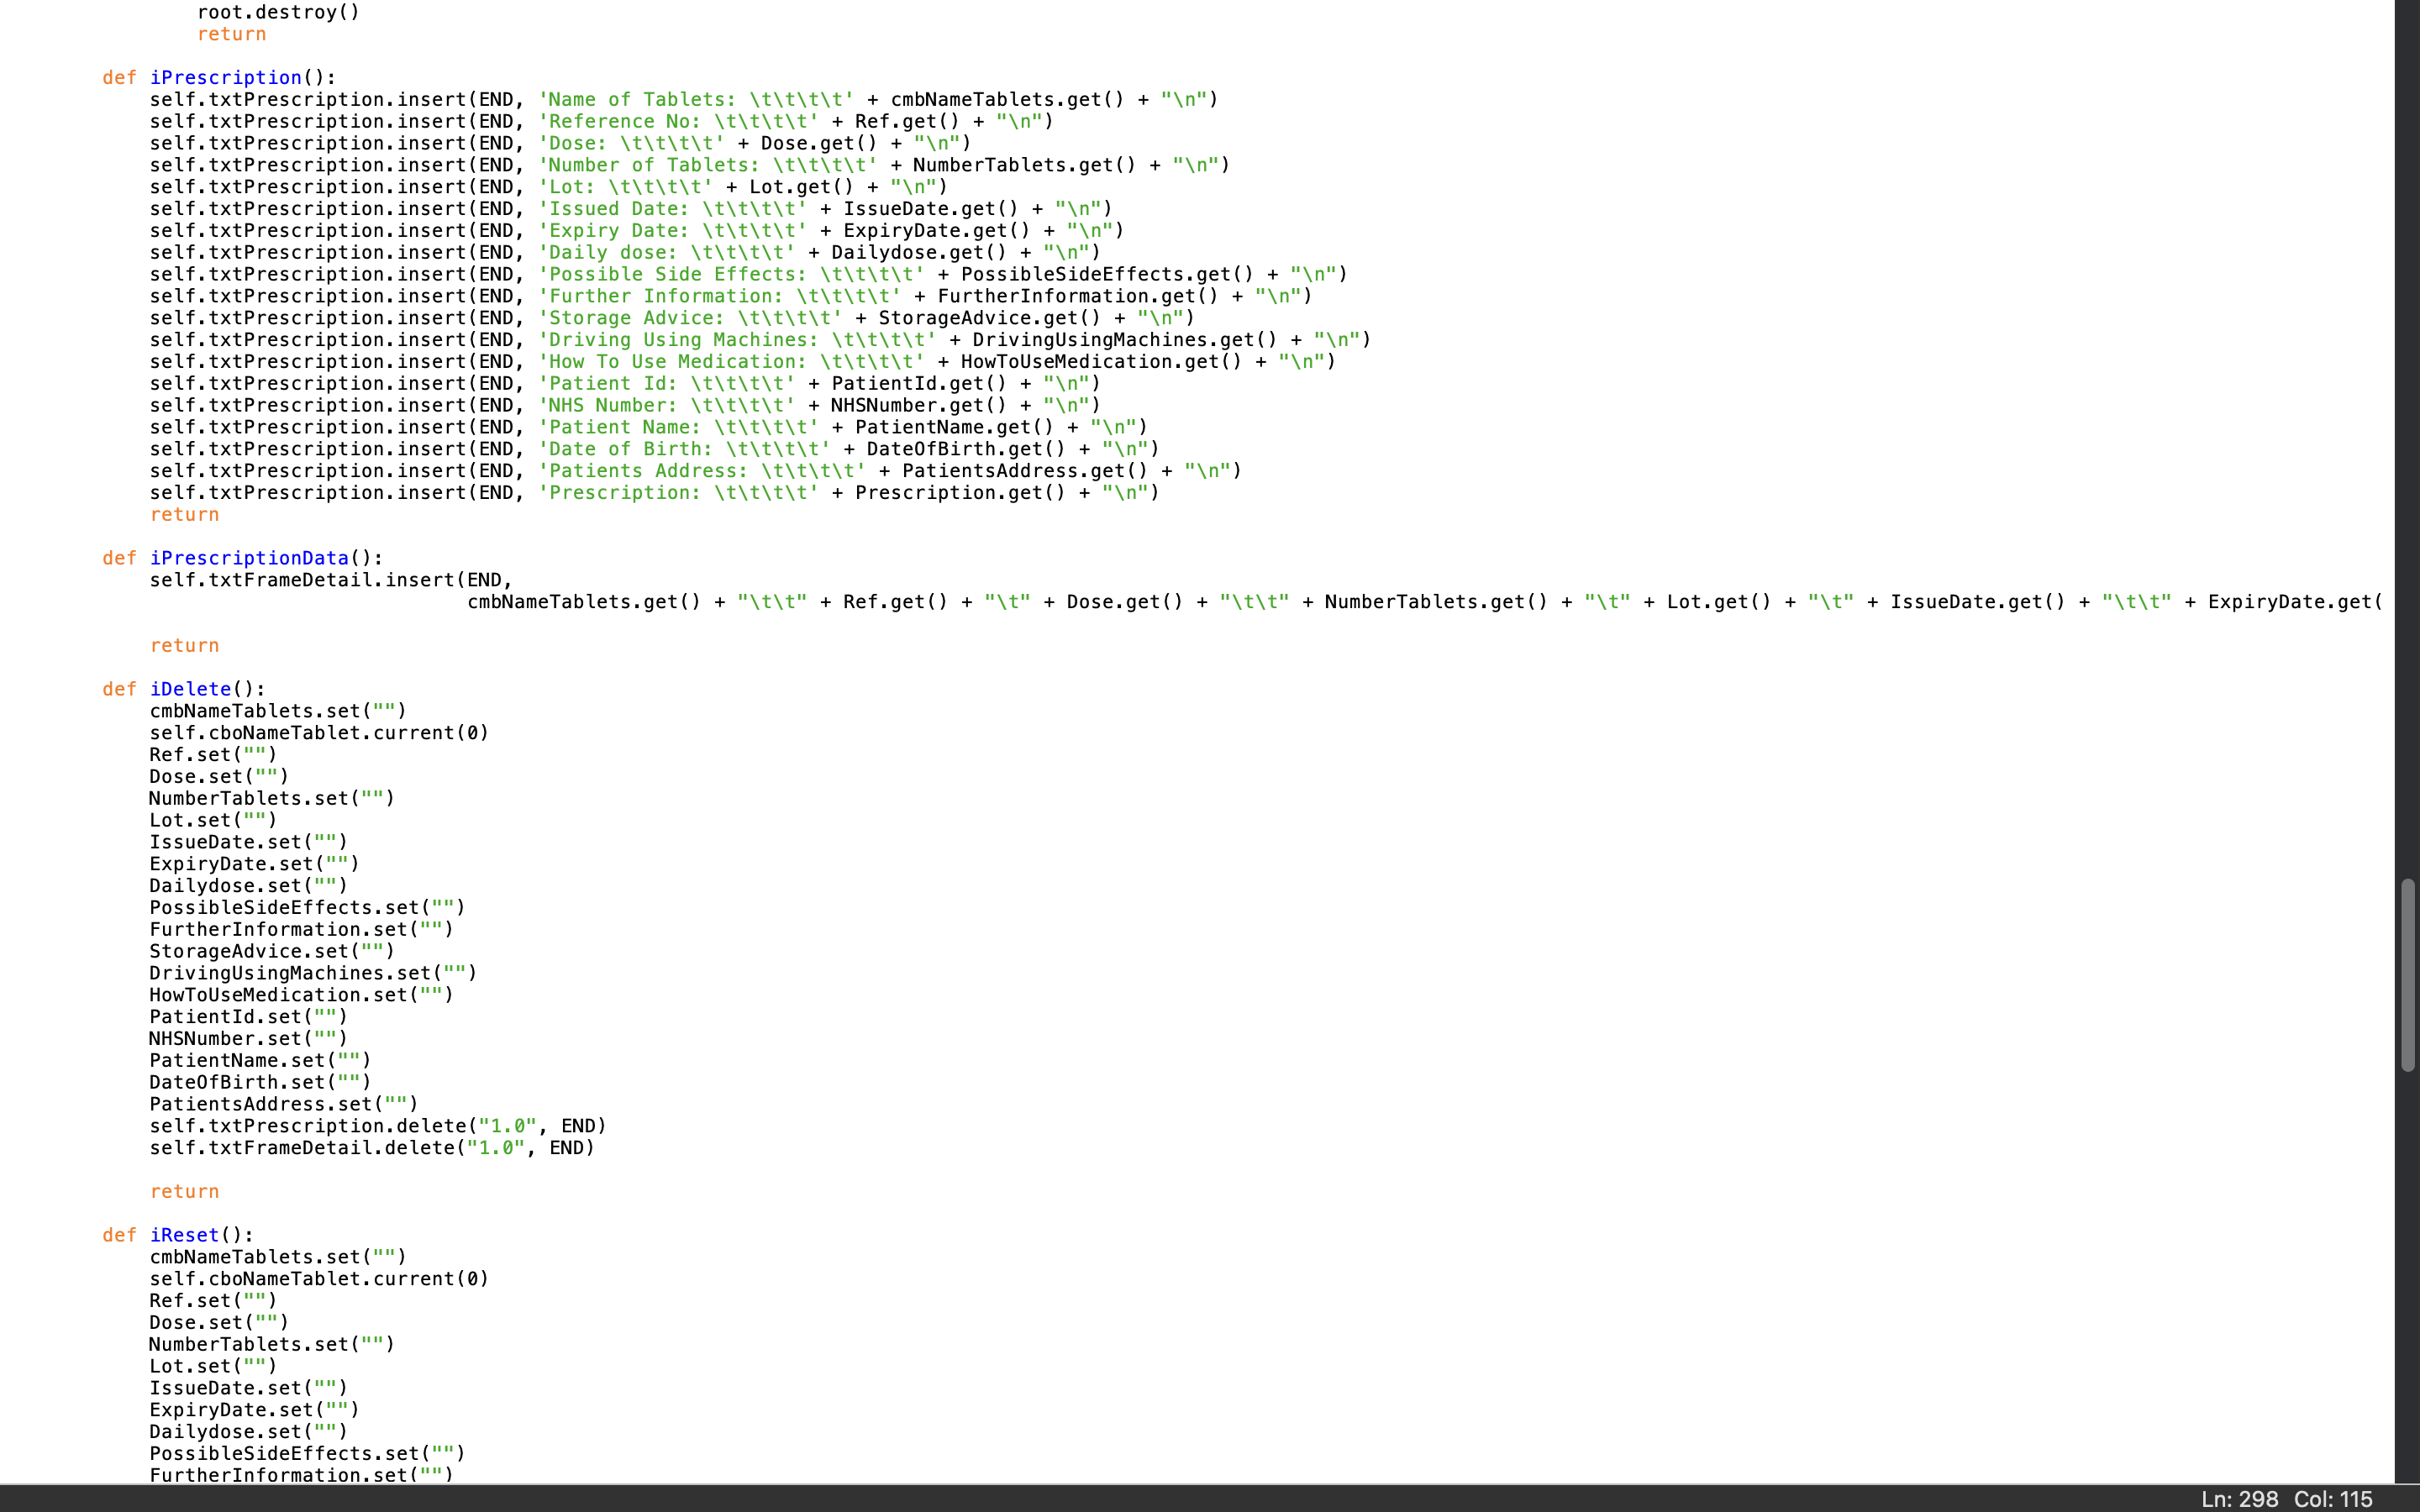 root.destroy()
return
def iPrescription():
self.txtPrescription.insert(END, 'Name of Tablets: \t\t\t\t' + cmbNameTablets.get() + "\n")
self.txtPrescription.insert(END, 'Reference No: \t\t\t\t' + Ref.get() + "\n")
self.txtPrescription.insert(END, 'Dose: \t\t\t\t' + Dose.get() + "\n")
self.txtPrescription.insert(END, 'Number of Tablets: \t\t\t\t' + NumberTablets.get() + "\n")
self.txtPrescription.insert(END, 'Lot: \t\t\t\t' + Lot.get() + "\n")
self.txtPrescription.insert(END, 'Issued Date: \t\t\t\t' + IssueDate.get() + "\n")
self.txtPrescription.insert(END, 'Expiry Date: \t\t\t\t' + ExpiryDate.get() + "\n")
self.txtPrescription.insert(END, 'Daily dose: \t\t\t\t' + Dailydose.get() + "\n")
self.txtPrescription.insert(END, 'Possible Side Effects: \t\t\t\t' + PossibleSideEffects.get() + "\n")
self.txtPrescription.insert(END, 'Further Information: \t\t\t\t' + FurtherInformation.get() + "\n")
self.txtPrescription.insert(END, 'Storage Advice: \t\t\t\t' + StorageAdvice.get() + "\n")
self.txtPrescription.insert(END, 'Driving Using Machines: \t\t\t\t' + DrivingUsingMachines.get() + "\n")
self.txtPrescription.insert(END, 'How To Use Medication: \t\t\t\t' + HowToUseMedication.get() + "\n")
self.txtPrescription.insert(END, 'Patient Id: \t\t\t\t' + PatientId.get() + "\n")
self.txtPrescription.insert(END, 'NHS Number: \t\t\t\t' + NHSNumber.get() + "\n")
self.txtPrescription.insert(END, 'Patient Name: \t\t\t\t' + PatientName.get() + "\n")
self.txtPrescription.insert(END, 'Date of Birth: \t\t\t\t' + DateOfBirth.get() + "\n")
self.txtPrescription.insert(END, 'Patients Address: \t\t\t\t' + PatientsAddress.get() + "\n")
self.txtPrescription.insert(END, 'Prescription: \t\t\t\t' + Prescription.get() + "\n")
return
def iPrescriptionData():
self.txtFrameDetail.insert(END,
cmbNameTablets.get() + "\t\t" + Ref.get() + "\t" + Dose.get() + "\t\t" + NumberTablets.get() + "\t" + Lot.get() + "\t" + IssueDate.get() + "\t\t" + ExpiryDate.get(
return
def iDelete():
cmbNameTablets.set("")
self.cboNameTablet.current(0)
Ref.set("")
Dose.set("")
NumberTablets.set("")
Lot.set("")
IssueDate.set("")
ExpiryDate.set("")
Dailydose.set("")
PossibleSideEffects.set("")
FurtherInformation.set("")
StorageAdvice.set("")
DrivingUsingMachines.set("")
HowToUseMedication.set("")
PatientId.set("")
NHSNumber.set("")
PatientName.set("")
DateOfBirth.set("")
PatientsAddress.set("")
self.txtPrescription.delete("1.0", END)
self.txtFrameDetail.delete("1.0", END)
return
def iReset():
cmbNameTablets.set("")
self.cboNameTablet.current(0)
Ref.set("")
Dose.set("")
NumberTablets.set("")
Lot.set("")
IssueDate.set("")
ExpiryDate.set("")
Dailydose.set("")
PossibleSideEffects.set("")
FurtherInformation.set("")
Ln: 298 Col: 115